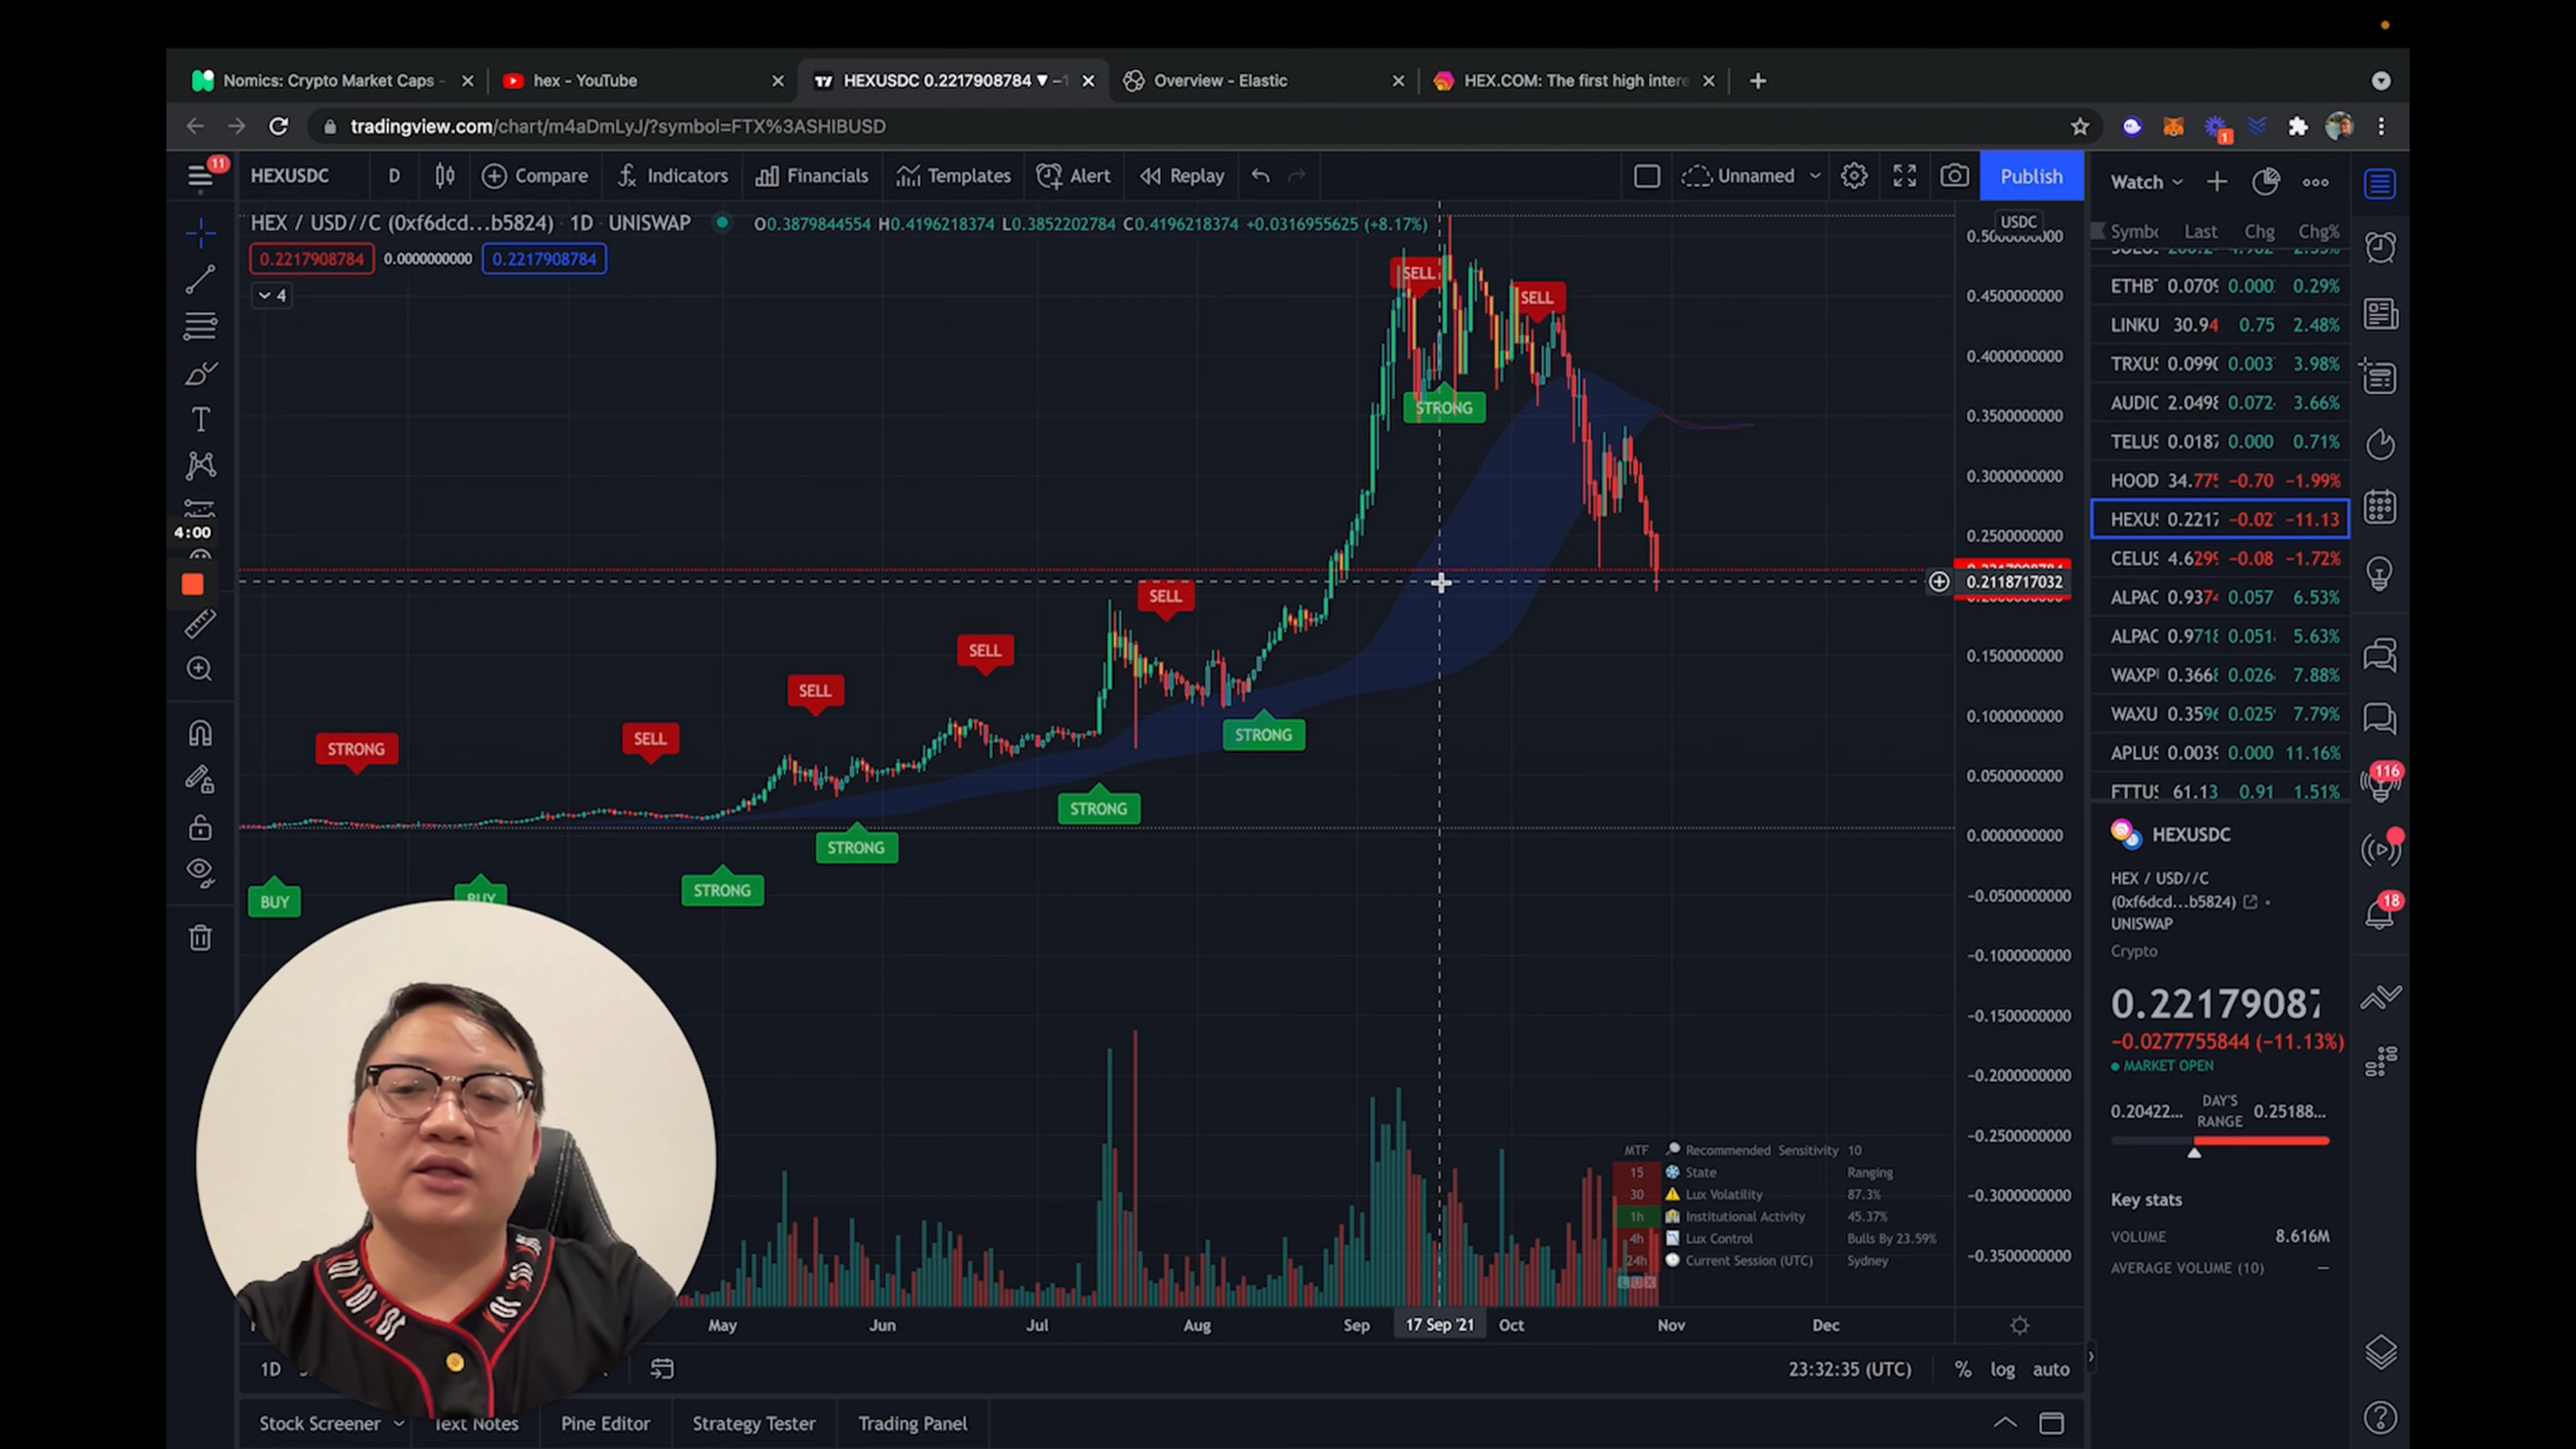 Nomics: Crypto Market Caps -
hex - YouTube
HEXUSDC 0.2217908784 ▼ −1
Overview - Elastic
HEX.COM: The first high intere
tradingview.com/chart/m4aDmLyJ/?symbol=FTX%3ASHIBUSD
1
11
HEXUSDC
D
Compare
Indicators
Financials
Templates
Alert
Replay
Unnamed
Publish
Watch
HEX / USD//C (0xf6dcd...b5824) · 1D · UNISWAP
O0.3879844554 H0.4196218374 L0.3852202784 C0.4196218374 +0.0316955625 (+8.17%)
0.2217908784
0.0000000000
0.2217908784
4
USDC
0.4500000000
0.4000000000
0.3500000000
0.3000000000
0.2500000000
0.2118717032
0.1500000000
0.1000000000
0.0500000000
0.0000000000
−0.0500000000
−0.1000000000
−0.1500000000
−0.2000000000
−0.2500000000
−0.3000000000
−0.3500000000
SELL
SELL
STRONG
SELL
SELL
SELL
SELL
STRONG
STRONG
STRONG
STRONG
STRONG
BUY
BUY
4:00
Last Chg Chg%
ETHB 0.0709 0.000 0.29%
LINKU 30.94 0.75 2.48%
TRXUS 0.0990 0.003 3.98%
AUDIC 2.0498 0.072 3.66%
TELUS 0.0187 0.000 0.71%
HOOD 34.775 −0.70 −1.99%
HEXUS 0.2217 −0.02 −11.13
CELUS 4.6299 −0.08 −1.72%
ALPAC 0.9374 0.057 6.53%
ALPAC 0.9718 0.051 5.63%
WAXP 0.3668 0.026 7.88%
WAXU 0.3596 0.025 7.79%
APLUS 0.0039 0.000 11.16%
FTTUS 61.13 0.91 1.51%
HEXUSDC
HEX / USD//C
(0xf6dcd...b5824)
UNISWAP
Crypto
0.22179087
−0.0277755844 (−11.13%)
MARKET OPEN
0.20422... DAY'S RANGE 0.25188...
Key stats
VOLUME 8.616M
AVERAGE VOLUME (10) —
116
18
MTF
15
30
1h
4h
24h
LUX
Recommended Sensitivity 10
State Ranging
Lux Volatility 87.3%
Institutional Activity 45.37%
Lux Control Bulls By 23.59%
Current Session (UTC) Sydney
May Jun Jul Aug Sep 17 Sep '21 Oct Nov Dec
1D
23:32:35 (UTC)
% log auto
Stock Screener
Text Notes
Pine Editor
Strategy Tester
Trading Panel